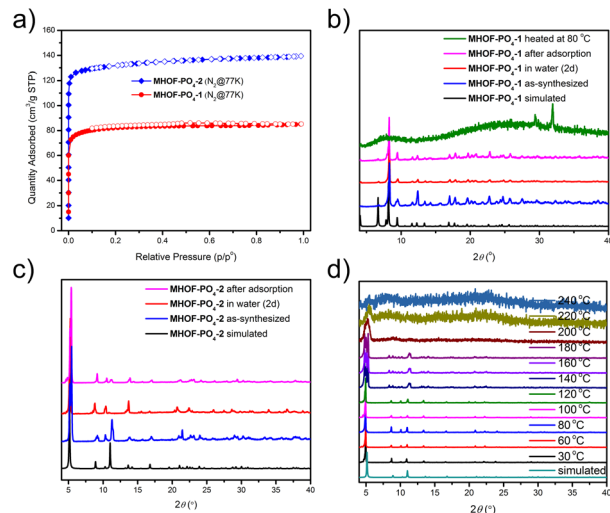 a)
160
140
120
100
80
60
40
20
0
Quantity Adsorbed (cm³/g STP)
MHOF-PO₄-2 (N₂@77K)
MHOF-PO₄-1 (N₂@77K)
0.0 0.2 0.4 0.6 0.8 1.0
Relative Pressure (p/p°)
b)
MHOF-PO₄-1 heated at 80 °C
MHOF-PO₄-1 after adsorption
MHOF-PO₄-1 in water (2d)
MHOF-PO₄-1 as-synthesized
MHOF-PO₄-1 simulated
10 20 30 40
2θ (°)
c)
MHOF-PO₄-2 after adsorption
MHOF-PO₄-2 in water (2d)
MHOF-PO₄-2 as-synthesized
MHOF-PO₄-2 simulated
5 10 15 20 25 30 35 40
2θ (°)
d)
240 °C
220 °C
200 °C
180 °C
160 °C
140 °C
120 °C
100 °C
80 °C
60 °C
30 °C
simulated
5 10 15 20 25 30 35 40
2θ (°)